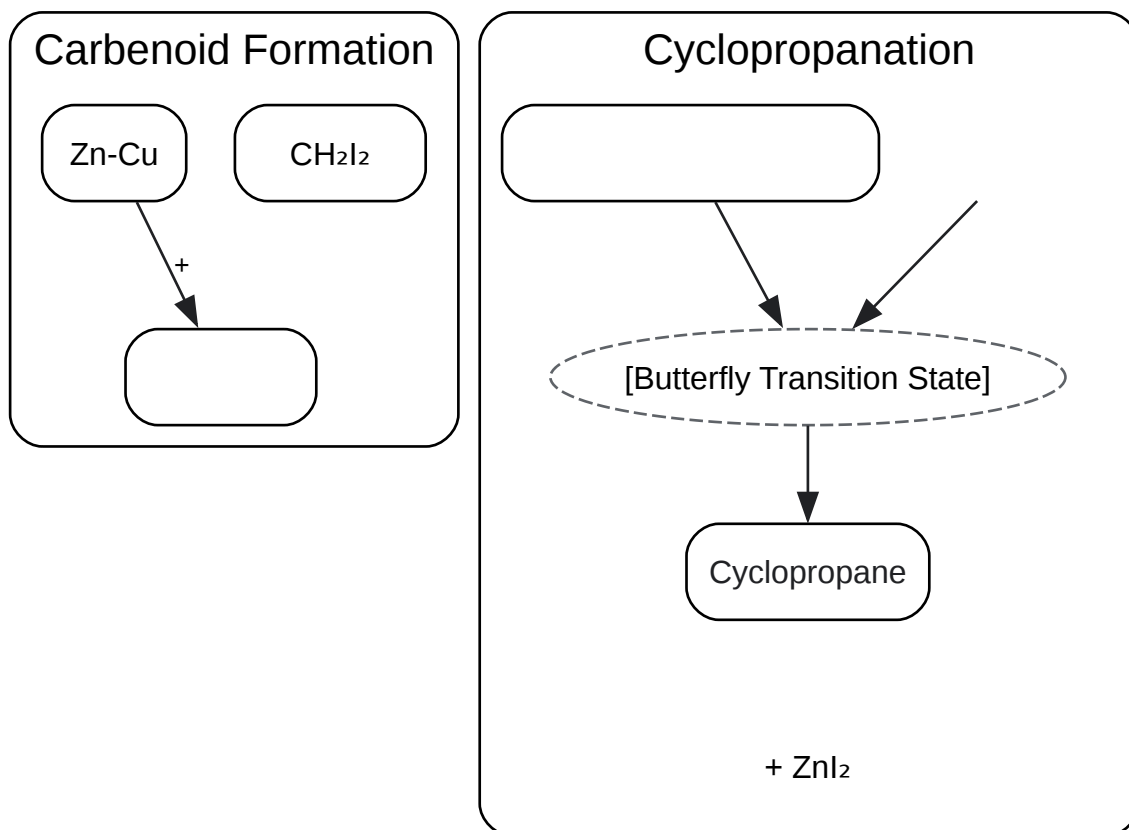 Carbenoid Formation
Zn-Cu
CH₂I₂
+
Cyclopropanation
[Butterfly Transition State]
Cyclopropane
+ ZnI₂